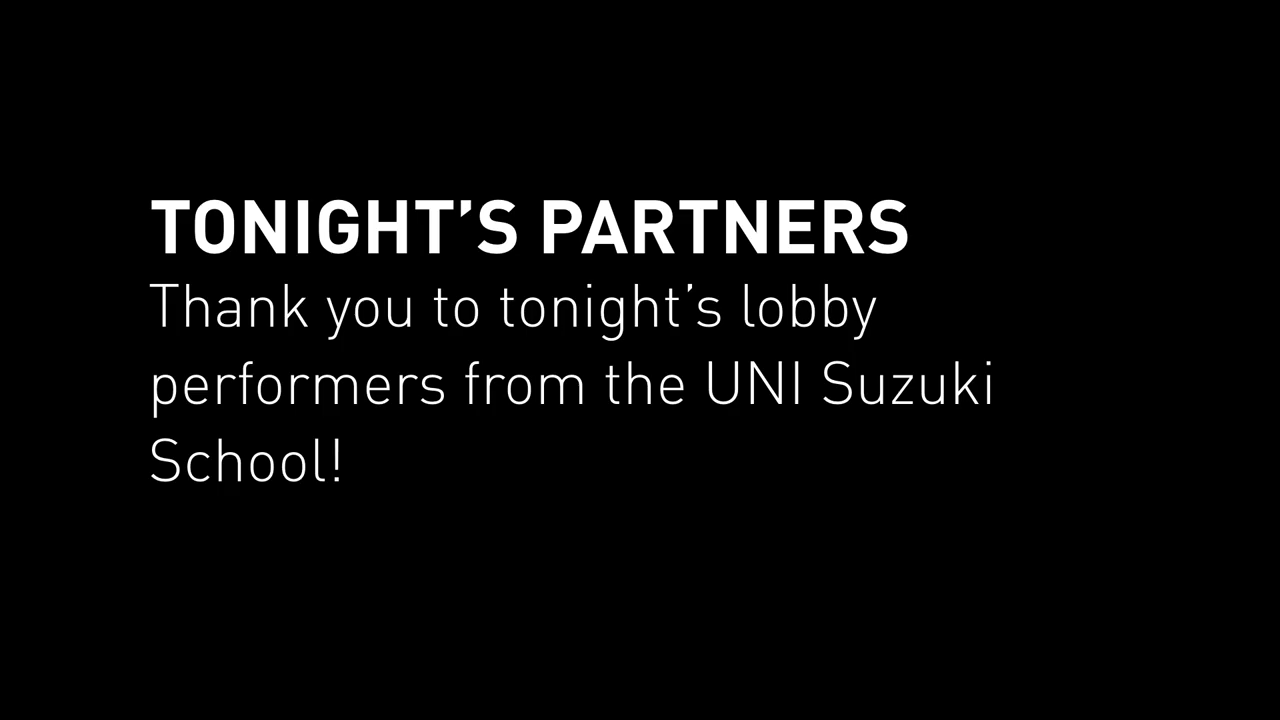 TONIGHT’S PARTNERS
Thank you to tonight’s lobby
performers from the UNI Suzuki
School!